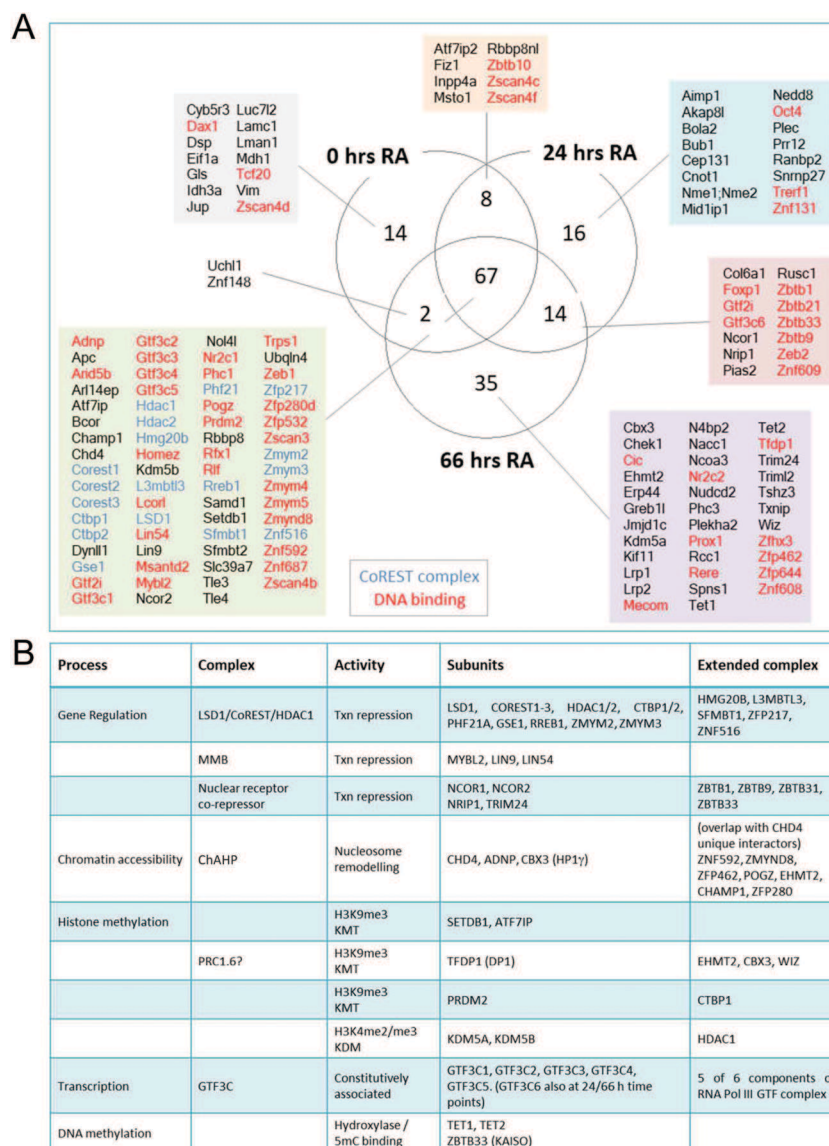 A
Atf7ip2 Rbbp8nl
Fiz1 Zbtb10
Inpp4a Zscan4c
Msto1 Zscan4f
Cyb5r3 Luc7l2
Dax1 Lamc1
Dsp Lman1
Eif1a Mdh1
Gls Tcf20
Idh3a Vim
Jup Zscan4d
0 hrs RA
24 hrs RA
Aimp1 Nedd8
Akap8l Oct4
Bola2 Plec
Bub1 Prr12
Cep131 Ranbp2
Cnot1 Snrnp27
Nme1;Nme2 Trerf1
Mid1ip1 Znf131
8
14
16
67
2
14
35
Uchl1
Znf148
Col6a1 Rusc1
Foxp1 Zbtb1
Gtf2i Zbtb21
Gtf3c6 Zbtb33
Ncor1 Zbtb9
Nrip1 Zeb2
Pias2 Znf609
Adnp Gtf3c2 Nol4l Trps1
Apc Gtf3c3 Nr2c1 Ubqln4
Arid5b Gtf3c4 Phc1 Zeb1
Arl14ep Gtf3c5 Phf21 Zfp217
Atf7ip Hdac1 Pogz Zfp280d
Bcor Hdac2 Prdm2 Zfp532
Champ1 Hmg20b Rbbp8 Zscan3
Chd4 Homez Rfx1 Zmym2
Corest1 Kdm5b Rlf Zmym3
Corest2 L3mbtl3 Rreb1 Zmym4
Corest3 Lcorl Samd1 Zmym5
Ctbp1 LSD1 Setdb1 Zmynd8
Ctbp2 Lin54 Sfmbt1 Znf516
Dynll1 Lin9 Sfmbt2 Znf592
Gse1 Msantd2 Slc39a7 Znf687
Gtf2i Mybl2 Tle3 Zscan4b
Gtf3c1 Ncor2 Tle4
66 hrs RA
CoREST complex
DNA binding
Cbx3 N4bp2 Tet2
Chek1 Nacc1 Tfdp1
Cic Ncoa3 Trim24
Ehmt2 Nr2c2 Triml2
Erp44 Nudcd2 Tshz3
Greb1l Phc3 Txnip
Jmjd1c Plekha2 Wiz
Kdm5a Prox1 Zfhx3
Kif11 Rcc1 Zfp462
Lrp1 Rere Zfp644
Lrp2 Spns1 Znf608
Mecom Tet1
B
Process Complex Activity Subunits Extended complex
Gene Regulation LSD1/CoREST/HDAC1 Txn repression LSD1, COREST1-3, HDAC1/2, CTBP1/2, HMG20B, L3MBTL3,
PHF21A, GSE1, RREB1, ZMYM2, ZMYM3 SFMBT1, ZFP217,
ZNF516
MMB Txn repression MYBL2, LIN9, LIN54
Nuclear receptor Txn repression NCOR1, NCOR2 ZBTB1, ZBTB9, ZBTB31,
co-repressor NRIP1, TRIM24 ZBTB33
Chromatin accessibility ChAHP Nucleosome remodelling CHD4, ADNP, CBX3 (HP1γ) (overlap with CHD4
unique interactors)
ZNF592, ZMYND8,
ZFP462, POGZ, EHMT2,
CHAMP1, ZFP280
Histone methylation H3K9me3 SETDB1, ATF7IP
KMT
PRC1.6? H3K9me3 TFDP1 (DP1) EHMT2, CBX3, WIZ
KMT
H3K9me3 PRDM2 CTBP1
KMT
H3K4me2/me3 KDM5A, KDM5B HDAC1
KDM
Transcription GTF3C Constitutively GTF3C1, GTF3C2, GTF3C3, GTF3C4, 5 of 6 components
associated GTF3C5. (GTF3C6 also at 24/66 h time RNA Pol III GTF complex
points)
DNA methylation Hydroxylase / TET1, TET2
5mC binding ZBTB33 (KAISO)